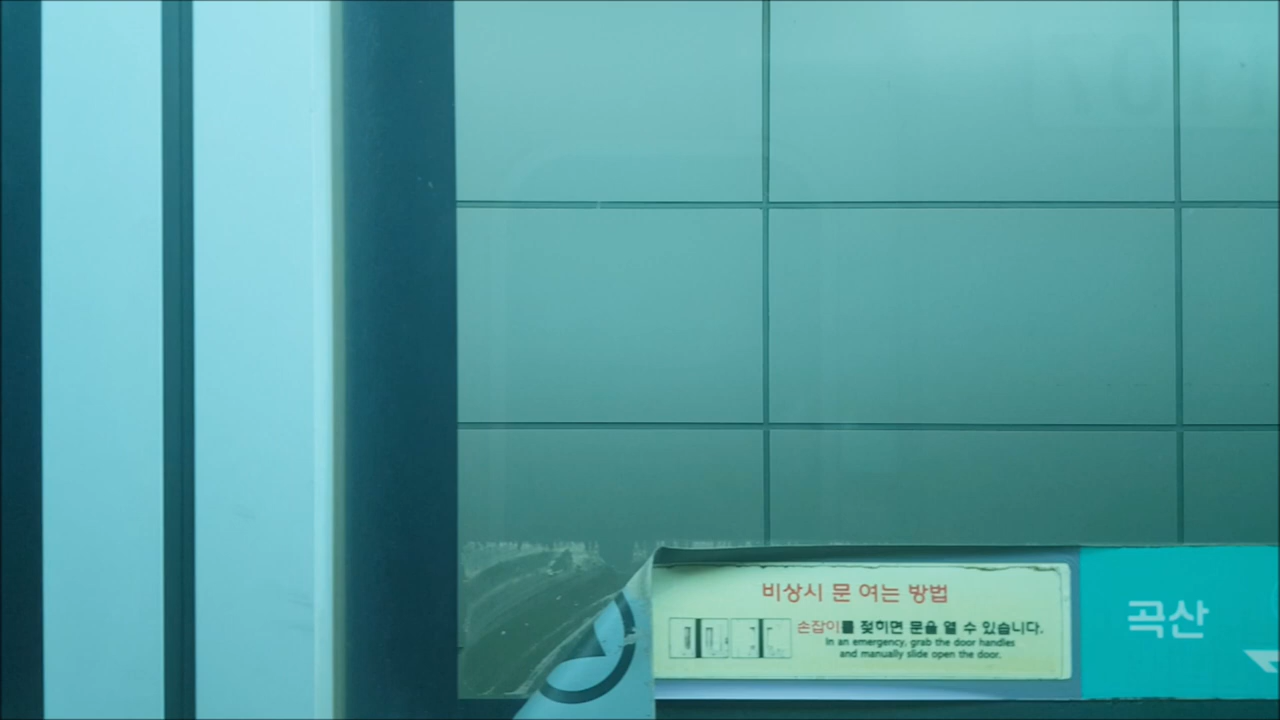 비상시 문 여는 방법
손잡이를 젖히면 문을 열 수 있습니다.
In an emergency, grab the door handles
and manually slide open the door.
곡산